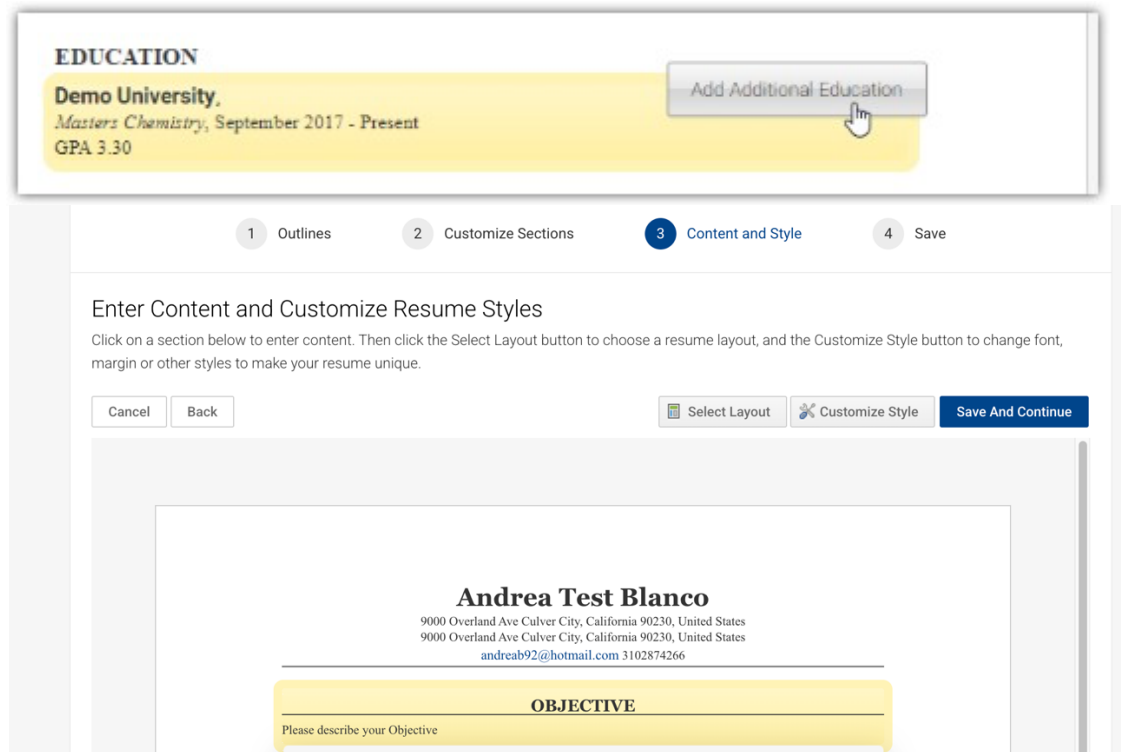 EDUCATION
Demo University,
Add Additional Education
Masters Chemistry, September 2017 - Present
GPA 3.30
1 Outlines 2 Customize Sections 3 Content and Style 4 Save
Enter Content and Customize Resume Styles
Click on a section below to enter content. Then click the Select Layout button to choose a resume layout, and the Customize Style button to change font,
margin or other styles to make your resume unique.
Cancel Back Select Layout Customize Style Save And Continue
Andrea Test Blanco
9000 Overland Ave Culver City, California 90230, United States
9000 Overland Ave Culver City, California 90230, United States
andreab92@hotmail.com 3102874266
OBJECTIVE
Please describe your Objective